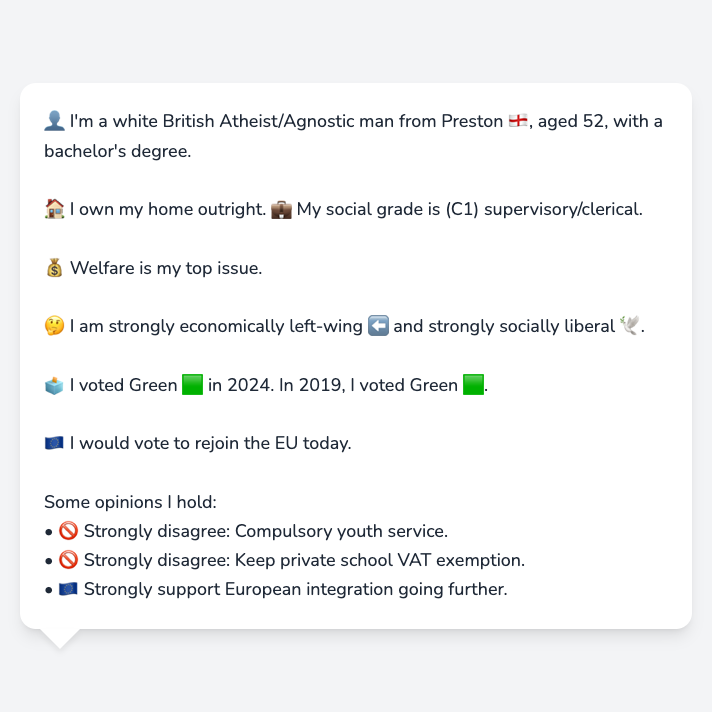 👤 I'm a white British Atheist/Agnostic man from Preston 🏴󠁧󠁢󠁥󠁮󠁧󠁿, aged 52, with a
bachelor's degree.
🏠 I own my home outright. 💼 My social grade is (C1) supervisory/clerical.
💰 Welfare is my top issue.
🤔 I am strongly economically left-wing ⬅️ and strongly socially liberal 🕊️.
🗳️ I voted Green 🟩 in 2024. In 2019, I voted Green 🟩.
🇪🇺 I would vote to rejoin the EU today.
Some opinions I hold:
• 🚫 Strongly disagree: Compulsory youth service.
• 🚫 Strongly disagree: Keep private school VAT exemption.
• 🇪🇺 Strongly support European integration going further.